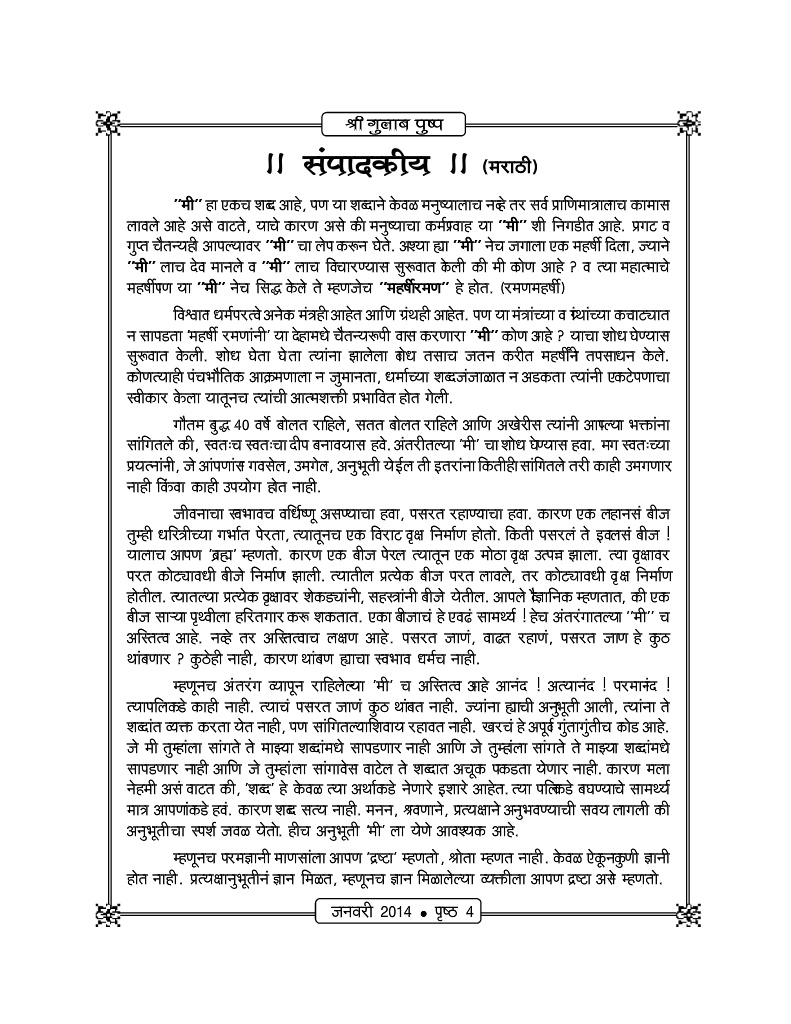 श्री गुलाब पुष्प
।। संपादकीय ।। (मराठी)
''मी'' हा एकच शब्द आहे, पण या शब्दाने केवळ मनुष्यालाच नव्हे तर सर्व प्राणिमात्रालाच कामास
लावले आहे असे वाटते, याचे कारण असे की मनुष्याचा कर्मप्रवाह या ''मी'' शी निगडीत आहे. प्रगट व
गुप्त चैतन्यही आपल्यावर ''मी'' चा लेप करून घेते. अश्या ह्या ''मी'' नेच जगाला एक महर्षी दिला, ज्याने
''मी'' लाच देव मानले व ''मी'' लाच विचारण्यास सुरूवात केली की मी कोण आहे ? व त्या महात्माचे
महर्षीपण या ''मी'' नेच सिद्ध केले ते म्हणजेच ''महर्षीरमण'' हे होत. (रमणमहर्षी)
विश्वात धर्मपरत्वे अनेक मंत्रही आहेत आणि ग्रंथही आहेत. पण या मंत्रांच्या व ग्रंथांच्या कचाट्यात
न सापडता 'महर्षी रमणांनी' या देहामधे चैतन्यरूपी वास करणारा ''मी'' कोण आहे ? याचा शोध घेण्यास
सुरूवात केली. शोध घेता घेता त्यांना झालेला बोध तसाच जतन करीत महर्षींने तपसाधन केले.
कोणत्याही पंचभौतिक आक्रमणाला न जुमानता, धर्माच्या शब्दजंजाळात न अडकता त्यांनी एकटेपणाचा
स्वीकार केला यातूनच त्यांची आत्मशक्ती प्रभावित होत गेली.
गौतम बुद्ध 40 वर्षे बोलत राहिले, सतत बोलत राहिले आणि अखेरीस त्यांनी आपल्या भक्तांना
सांगितले की, स्वतःच स्वतःचा दीप बनावयास हवे. अंतरीतल्या 'मी' चा शोध घेण्यास हवा. मग स्वतःच्या
प्रयत्नांनी, जे आंपणांस गवसेल, उमगेल, अनुभूती येईल ती इतरांना कितीही सांगितले तरी काही उमगणार
नाही किंवा काही उपयोग होत नाही.
जीवनाचा स्वभावच वर्धिष्णू असण्याचा हवा, पसरत रहाण्याचा हवा. कारण एक लहानसं बीज
तुम्ही धरित्रीच्या गर्भात पेरता, त्यातूनच एक विराट वृक्ष निर्माण होतो. किती पसरलं ते इवलसं बीज !
यालाच आपण 'ब्रह्म' म्हणतो. कारण एक बीज पेरल त्यातून एक मोठा वृक्ष उत्पन्न झाला. त्या वृक्षावर
परत कोट्यावधी बीजे निर्माण झाली. त्यातील प्रत्येक बीज परत लावले, तर कोट्यावधी वृक्ष निर्माण
होतील. त्यातल्या प्रत्येक वृक्षावर शेकड्यांनी, सहस्त्रांनी बीजे येतील. आपले वैज्ञानिक म्हणतात, की एक
बीज साऱ्या पृथ्वीला हरितगार करू शकतात. एका बीजाचं हे एवढं सामर्थ्य ! हेच अंतरंगातल्या ''मी'' च
अस्तित्व आहे. नव्हे तर अस्तित्वाच लक्षण आहे. पसरत जाणं, वाढत रहाणं, पसरत जाण हे कुठ
थांबणार ? कुठेही नाही, कारण थांबण ह्याचा स्वभाव धर्मच नाही.
म्हणूनच अंतरंग व्यापून राहिलेल्या 'मी' च अस्तित्व आहे आनंद ! अत्यानंद ! परमानंद !
त्यापलिकडे काही नाही. त्याचं पसरत जाणं कुठ थांबत नाही. ज्यांना ह्याची अनुभूती आली, त्यांना ते
शब्दांत व्यक्त करता येत नाही, पण सांगितल्याशिवाय रहावत नाही. खरचं हे अपूर्व गुंतागुंतीच कोड आहे.
जे मी तुम्हांला सांगते ते माझ्या शब्दांमधे सापडणार नाही आणि जे तुम्हांला सांगते ते माझ्या शब्दांमधे
सापडणार नाही आणि जे तुम्हांला सांगावेस वाटेल ते शब्दात अचूक पकडता येणार नाही. कारण मला
नेहमी असं वाटत की, 'शब्द' हे केवळ त्या अर्थाकडे नेणारे इशारे आहेत. त्या पलिकडे बघण्याचे सामर्थ्य
मात्र आपणांकडे हवं. कारण शब्द सत्य नाही. मनन, श्रवणाने, प्रत्यक्षाने अनुभवण्याची सवय लागली की
अनुभूतीचा स्पर्श जवळ येतो. हीच अनुभूती 'मी' ला येणे आवश्यक आहे.
म्हणूनच परमज्ञानी माणसांला आपण 'द्रष्टा' म्हणतो, श्रोता म्हणत नाही. केवळ ऐकूनकुणी ज्ञानी
होत नाही. प्रत्यक्षानुभूतीनं ज्ञान मिळत, म्हणूनच ज्ञान मिळालेल्या व्यक्तीला आपण द्रष्टा असे म्हणतो.
जनवरी 2014 ● पृष्ठ 4